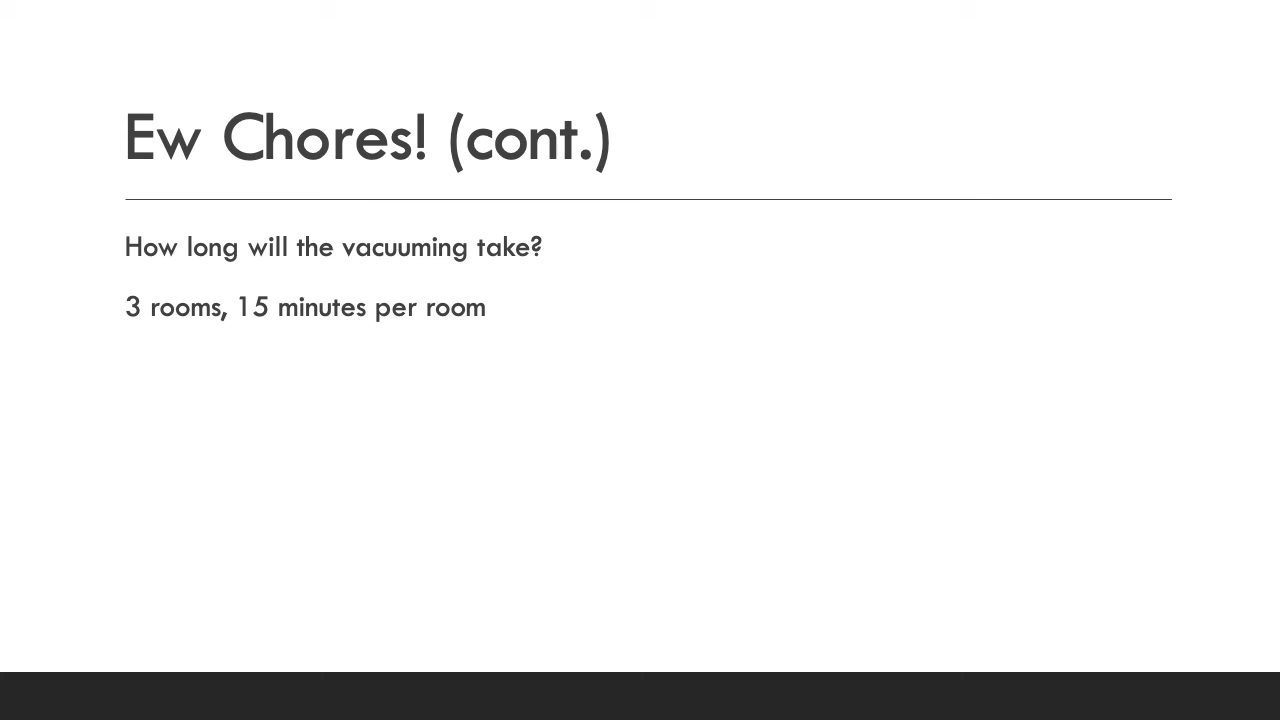 Ew Chores! (cont.)
How long will the vacuuming take?
3 rooms, 15 minutes per room